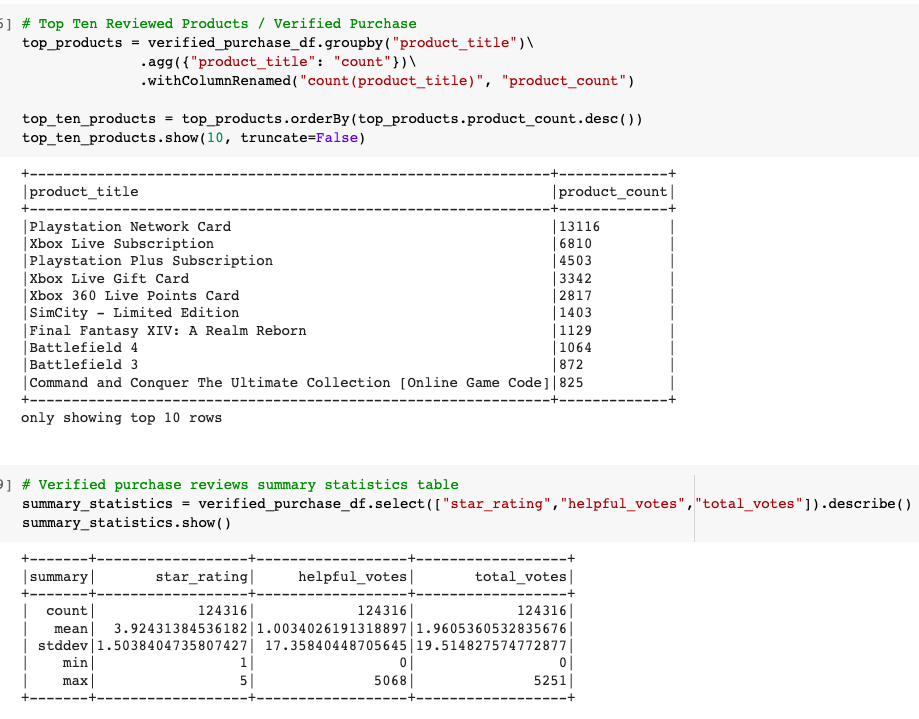 6] # Top Ten Reviewed Products / Verified Purchase
top_products = verified_purchase_df.groupby("product_title")\
.agg({"product_title": "count"})\
.withColumnRenamed("count(product_title)", "product_count")
top_ten_products = top_products.orderBy(top_products.product_count.desc())
top_ten_products.show(10, truncate=False)
+--------------------------------------------------------------+-------------+
|product_title                                                 |product_count|
+--------------------------------------------------------------+-------------+
|Playstation Network Card                                      |13116        |
|Xbox Live Subscription                                        |6810         |
|Playstation Plus Subscription                                 |4503         |
|Xbox Live Gift Card                                           |3342         |
|Xbox 360 Live Points Card                                     |2817         |
|SimCity - Limited Edition                                     |1403         |
|Final Fantasy XIV: A Realm Reborn                             |1129         |
|Battlefield 4                                                 |1064         |
|Battlefield 3                                                 |872          |
|Command and Conquer The Ultimate Collection [Online Game Code]|825          |
+--------------------------------------------------------------+-------------+
only showing top 10 rows
9] # Verified purchase reviews summary statistics table
summary_statistics = verified_purchase_df.select(["star_rating","helpful_votes","total_votes"]).describe()
summary_statistics.show()
+-------+------------------+------------------+------------------+
|summary|       star_rating|     helpful_votes|       total_votes|
+-------+------------------+------------------+------------------+
|  count|            124316|            124316|            124316|
|   mean|  3.92431384536182|1.0034026191318897|1.9605360532835676|
| stddev|1.5038404735807427| 17.35840448705645|19.514827574772877|
|    min|                 1|                 0|                 0|
|    max|                 5|              5068|              5251|
+-------+------------------+------------------+------------------+